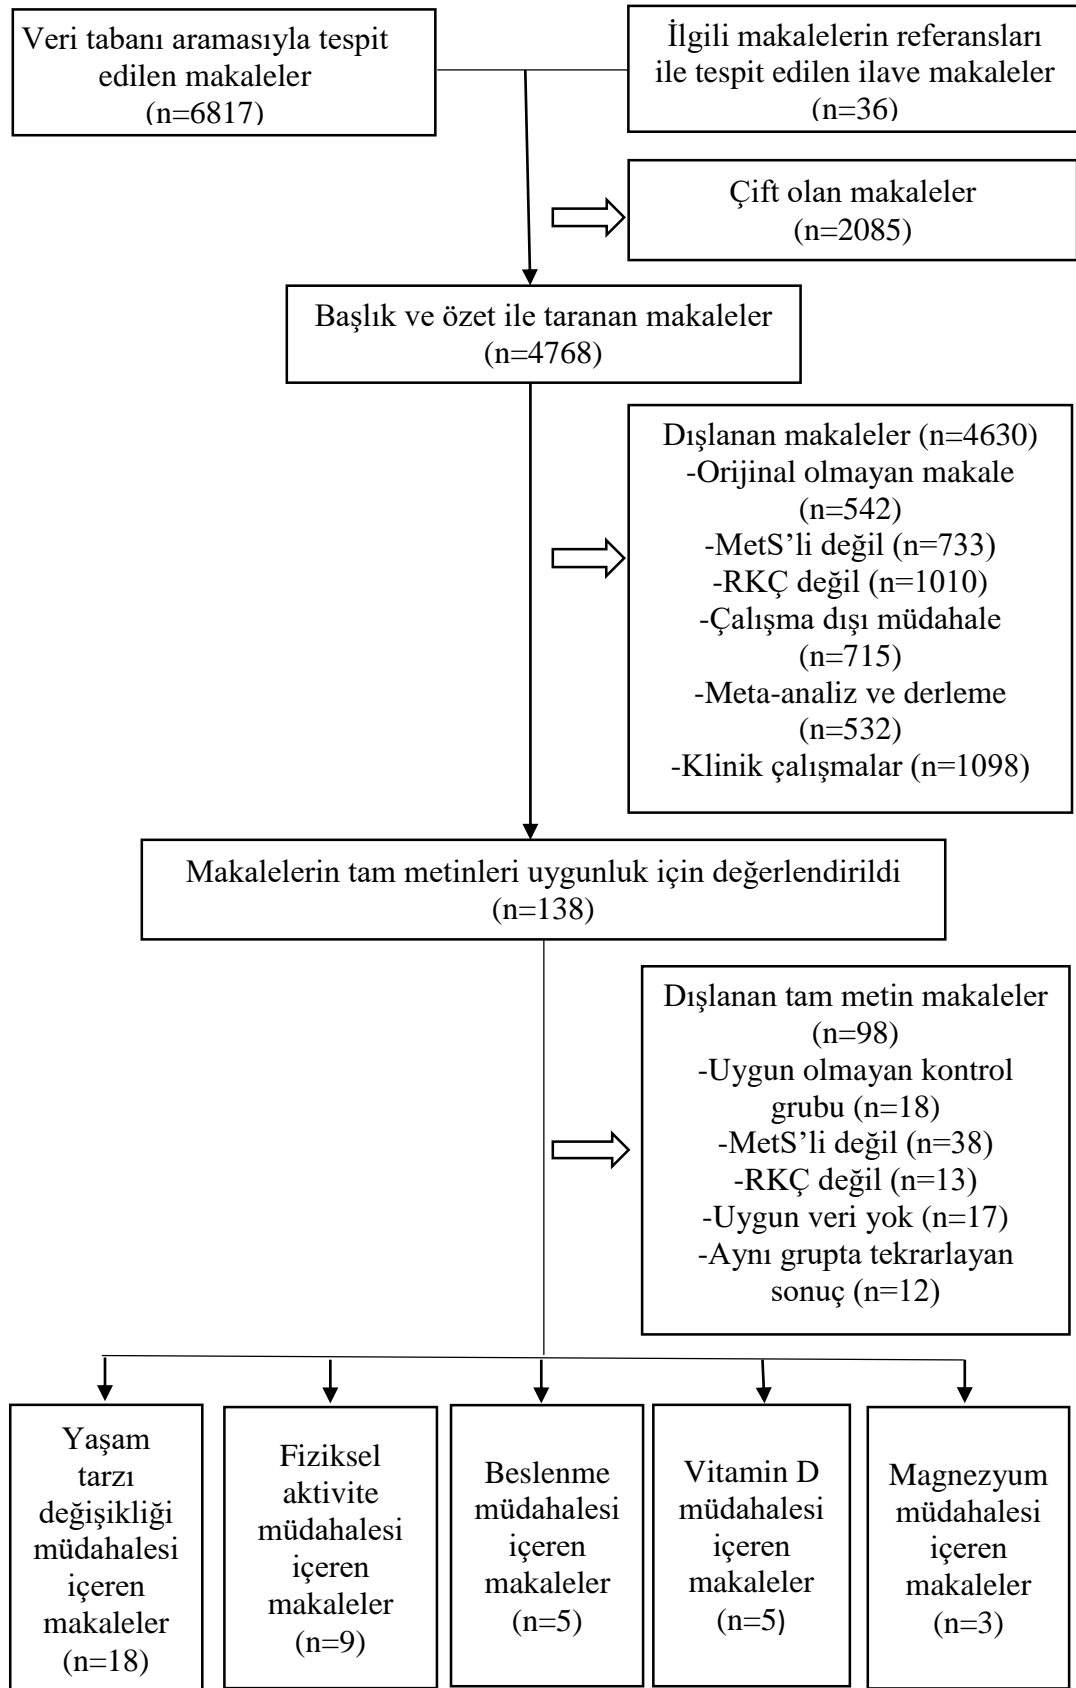 Veri tabanı aramasıyla tespit
edilen makaleler
(n=6817)
İlgili makalelerin referansları
ile tespit edilen ilave makaleler
(n=36)
Çift olan makaleler
(n=2085)
Başlık ve özet ile taranan makaleler
(n=4768)
Dışlanan makaleler (n=4630)
-Orijinal olmayan makale
(n=542)
-MetS’li değil (n=733)
-RKÇ değil (n=1010)
-Çalışma dışı müdahale
(n=715)
-Meta-analiz ve derleme
(n=532)
-Klinik çalışmalar (n=1098)
Makalelerin tam metinleri uygunluk için değerlendirildi
(n=138)
Dışlanan tam metin makaleler
(n=98)
-Uygun olmayan kontrol
grubu (n=18)
-MetS’li değil (n=38)
-RKÇ değil (n=13)
-Uygun veri yok (n=17)
-Aynı grupta tekrarlayan
sonuç (n=12)
Yaşam
tarzı
değişikliği
müdahalesi
içeren
makaleler
(n=18)
Fiziksel
aktivite
müdahalesi
içeren
makaleler
(n=9)
Beslenme
müdahalesi
içeren
makaleler
(n=5)
Vitamin D
müdahalesi
içeren
makaleler
(n=5)
Magnezyum
müdahalesi
içeren
makaleler
(n=3)